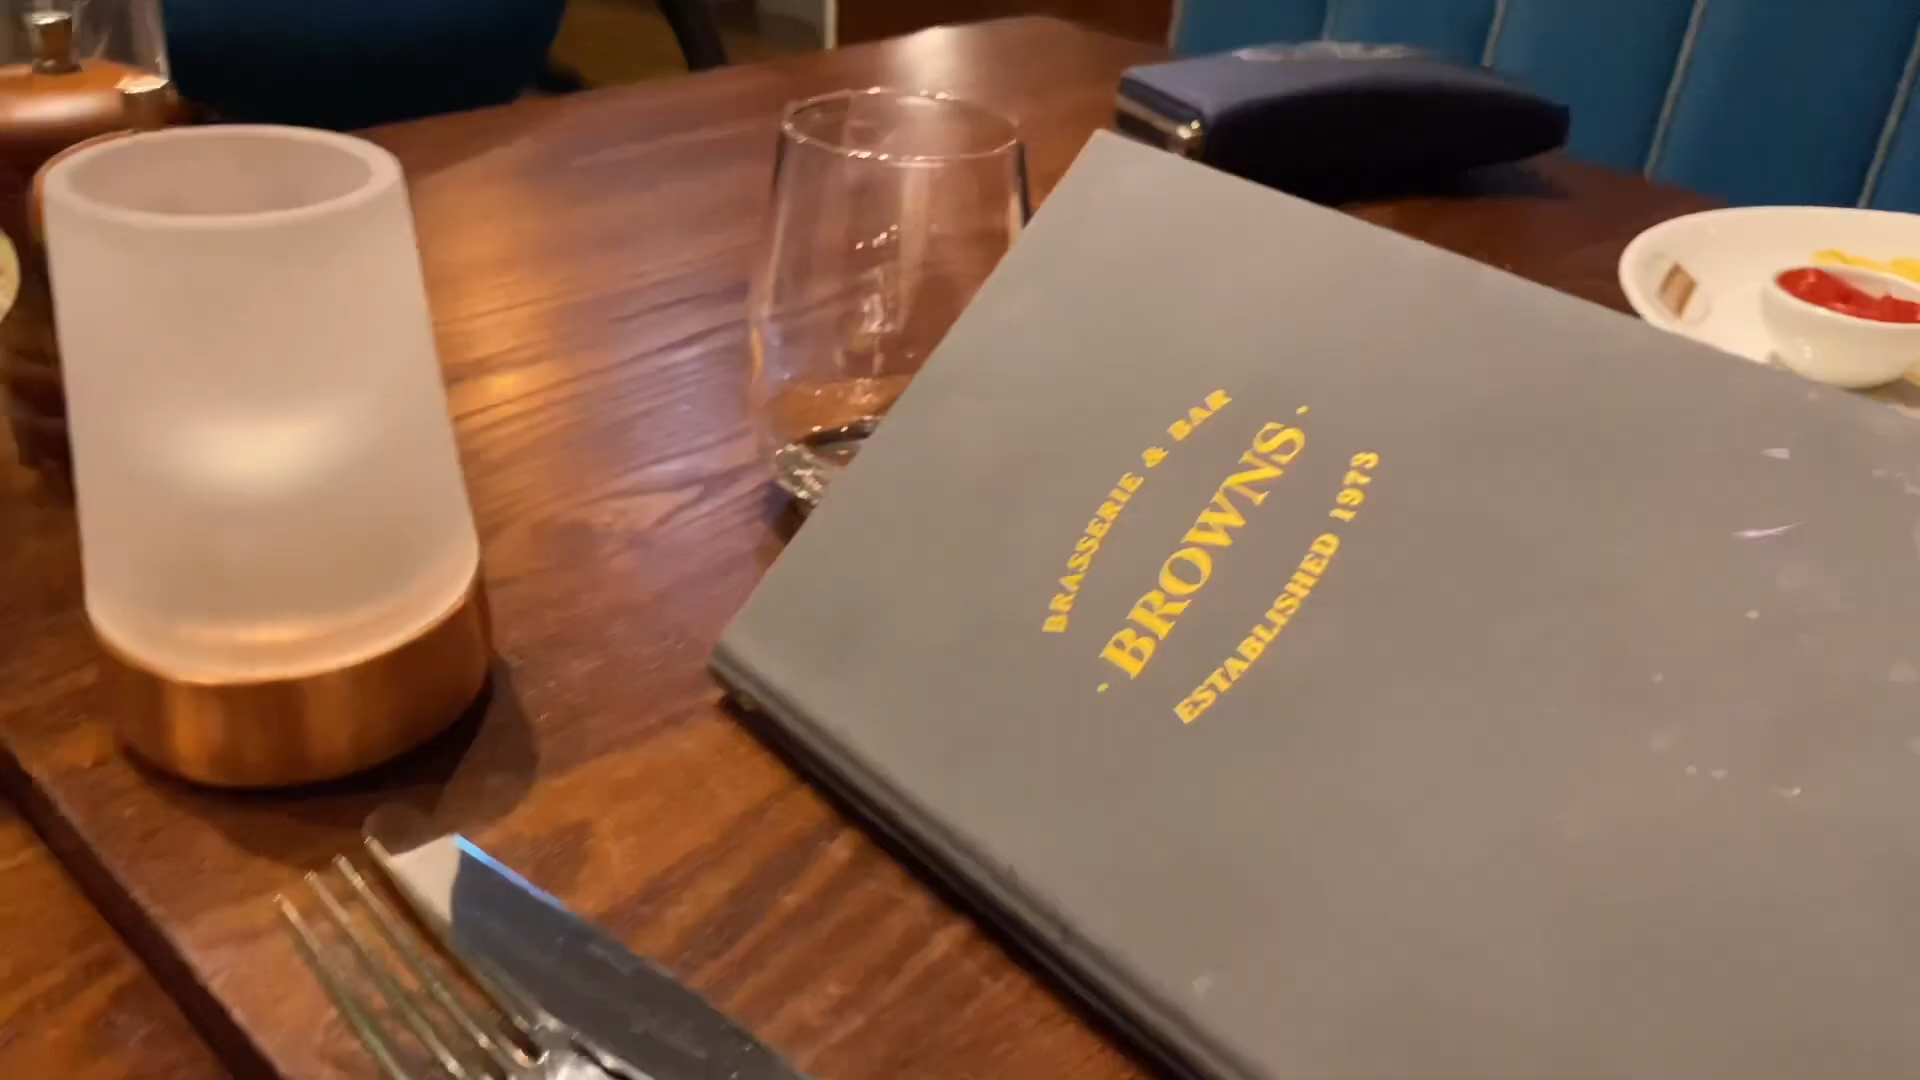 BRASSERIE & BAR
· BROWNS ·
ESTABLISHED 1973